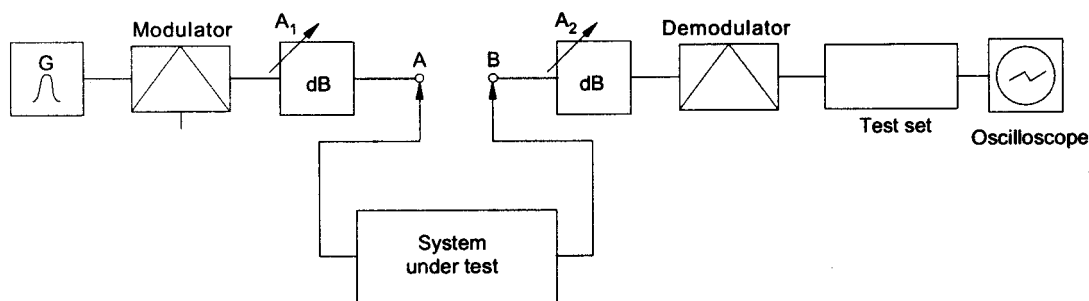 Modulator
A1
A2
Demodulator
G
dB
A
B
dB
Test set
Oscilloscope
System
under test